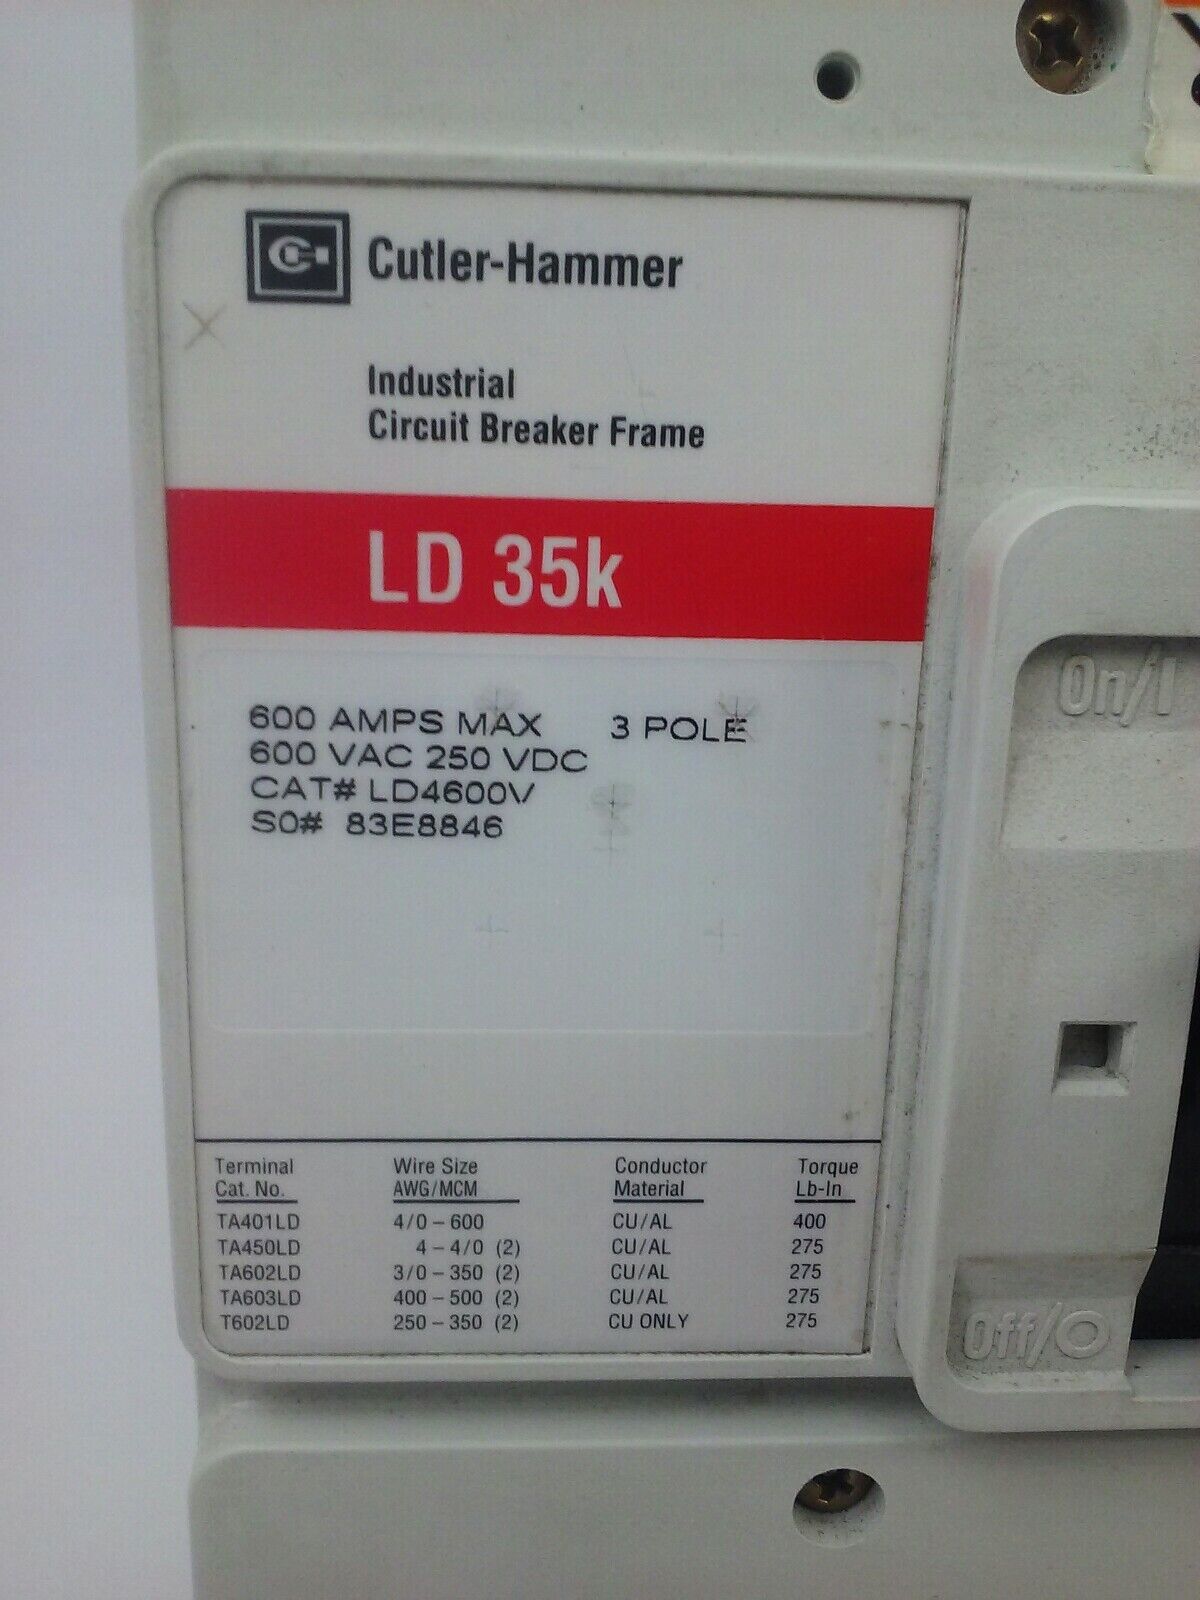 Cutler-Hammer
Industrial
Circuit Breaker Frame
LD 35k
600 AMPS MAX 3 POLE
600 VAC 250 VDC
CAT# LD4600V
SO# 83E8846
Terminal Wire Size Conductor Torque
Cat. No. AWG/MCM Material Lb-In
TA401LD 4/0 – 600 CU/AL 400
TA450LD 4 – 4/0 (2) CU/AL 275
TA602LD 3/0 – 350 (2) CU/AL 275
TA603LD 400 – 500 (2) CU/AL 275
T602LD 250 – 350 (2) CU ONLY 275
On/I
Off/O